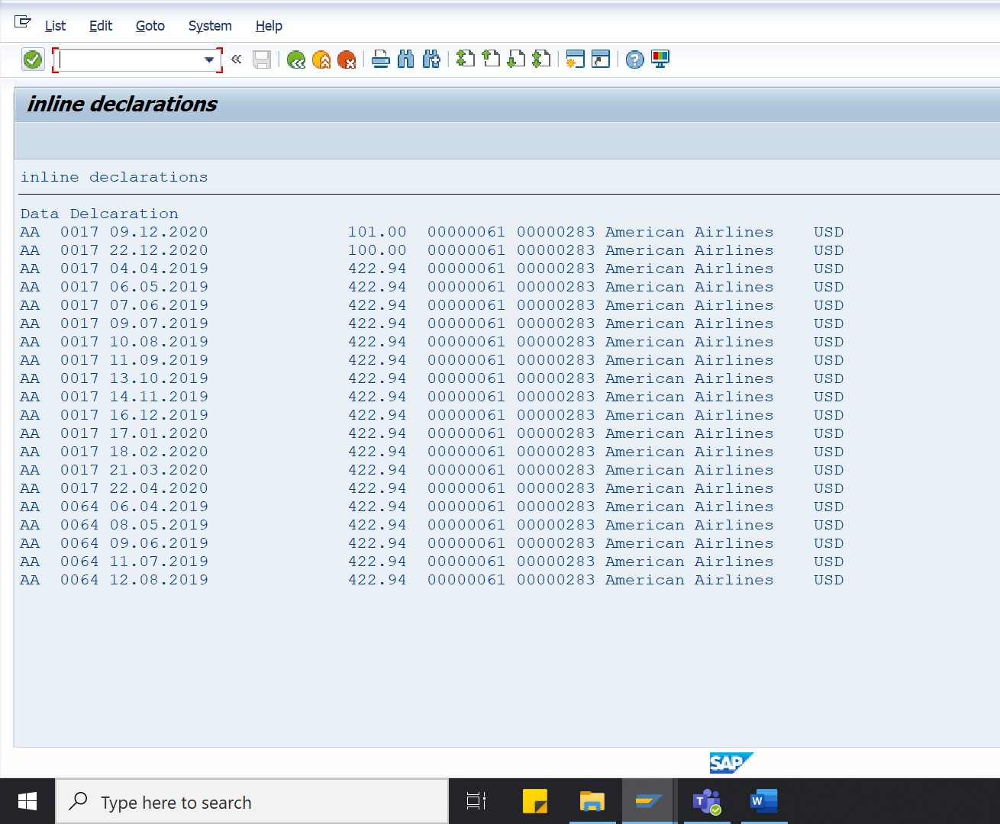 List Edit Goto System Help
inline declarations
inline declarations
Data Delcaration
AA 0017 09.12.2020 101.00 00000061 00000283 American Airlines USD
AA 0017 22.12.2020 100.00 00000061 00000283 American Airlines USD
AA 0017 04.04.2019 422.94 00000061 00000283 American Airlines USD
AA 0017 06.05.2019 422.94 00000061 00000283 American Airlines USD
AA 0017 07.06.2019 422.94 00000061 00000283 American Airlines USD
AA 0017 09.07.2019 422.94 00000061 00000283 American Airlines USD
AA 0017 10.08.2019 422.94 00000061 00000283 American Airlines USD
AA 0017 11.09.2019 422.94 00000061 00000283 American Airlines USD
AA 0017 13.10.2019 422.94 00000061 00000283 American Airlines USD
AA 0017 14.11.2019 422.94 00000061 00000283 American Airlines USD
AA 0017 16.12.2019 422.94 00000061 00000283 American Airlines USD
AA 0017 17.01.2020 422.94 00000061 00000283 American Airlines USD
AA 0017 18.02.2020 422.94 00000061 00000283 American Airlines USD
AA 0017 21.03.2020 422.94 00000061 00000283 American Airlines USD
AA 0017 22.04.2020 422.94 00000061 00000283 American Airlines USD
AA 0064 06.04.2019 422.94 00000061 00000283 American Airlines USD
AA 0064 08.05.2019 422.94 00000061 00000283 American Airlines USD
AA 0064 09.06.2019 422.94 00000061 00000283 American Airlines USD
AA 0064 11.07.2019 422.94 00000061 00000283 American Airlines USD
AA 0064 12.08.2019 422.94 00000061 00000283 American Airlines USD
SAP
Type here to search T W